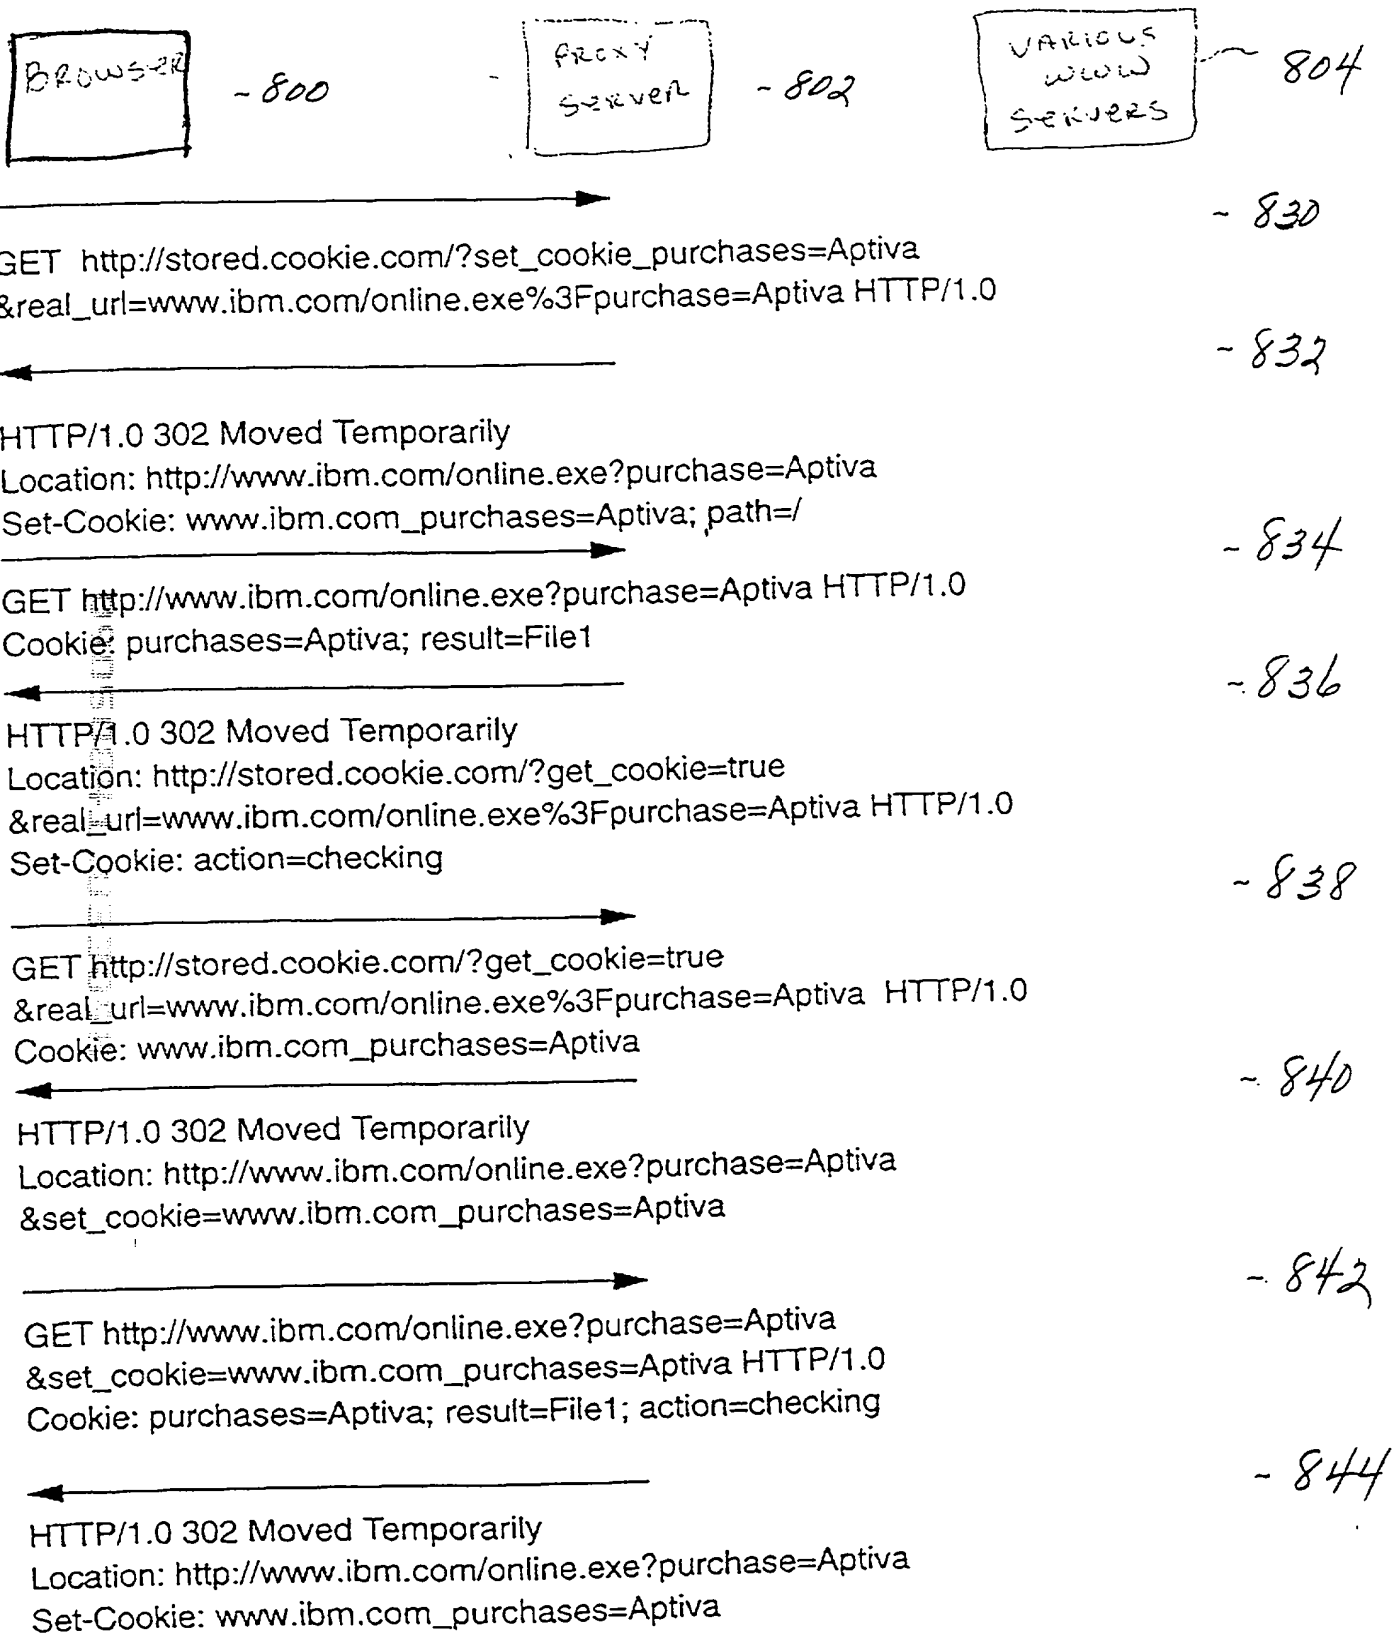 BROWSER
~800
PROXY
SERVER
~802
VARIOUS
WWW
SERVERS
804
~ 830
GET http://stored.cookie.com/?set_cookie_purchases=Aptiva
&real_url=www.ibm.com/online.exe%3Fpurchase=Aptiva HTTP/1.0
~ 832
HTTP/1.0 302 Moved Temporarily
Location: http://www.ibm.com/online.exe?purchase=Aptiva
Set-Cookie: www.ibm.com_purchases=Aptiva; path=/
~ 834
GET http://www.ibm.com/online.exe?purchase=Aptiva HTTP/1.0
Cookie: purchases=Aptiva; result=File1
~ 836
HTTP/1.0 302 Moved Temporarily
Location: http://stored.cookie.com/?get_cookie=true
&real_url=www.ibm.com/online.exe%3Fpurchase=Aptiva HTTP/1.0
Set-Cookie: action=checking
~ 838
GET http://stored.cookie.com/?get_cookie=true
&real_url=www.ibm.com/online.exe%3Fpurchase=Aptiva HTTP/1.0
Cookie: www.ibm.com_purchases=Aptiva
~ 840
HTTP/1.0 302 Moved Temporarily
Location: http://www.ibm.com/online.exe?purchase=Aptiva
&set_cookie=www.ibm.com_purchases=Aptiva
~ 842
GET http://www.ibm.com/online.exe?purchase=Aptiva
&set_cookie=www.ibm.com_purchases=Aptiva HTTP/1.0
Cookie: purchases=Aptiva; result=File1; action=checking
~ 844
HTTP/1.0 302 Moved Temporarily
Location: http://www.ibm.com/online.exe?purchase=Aptiva
Set-Cookie: www.ibm.com_purchases=Aptiva